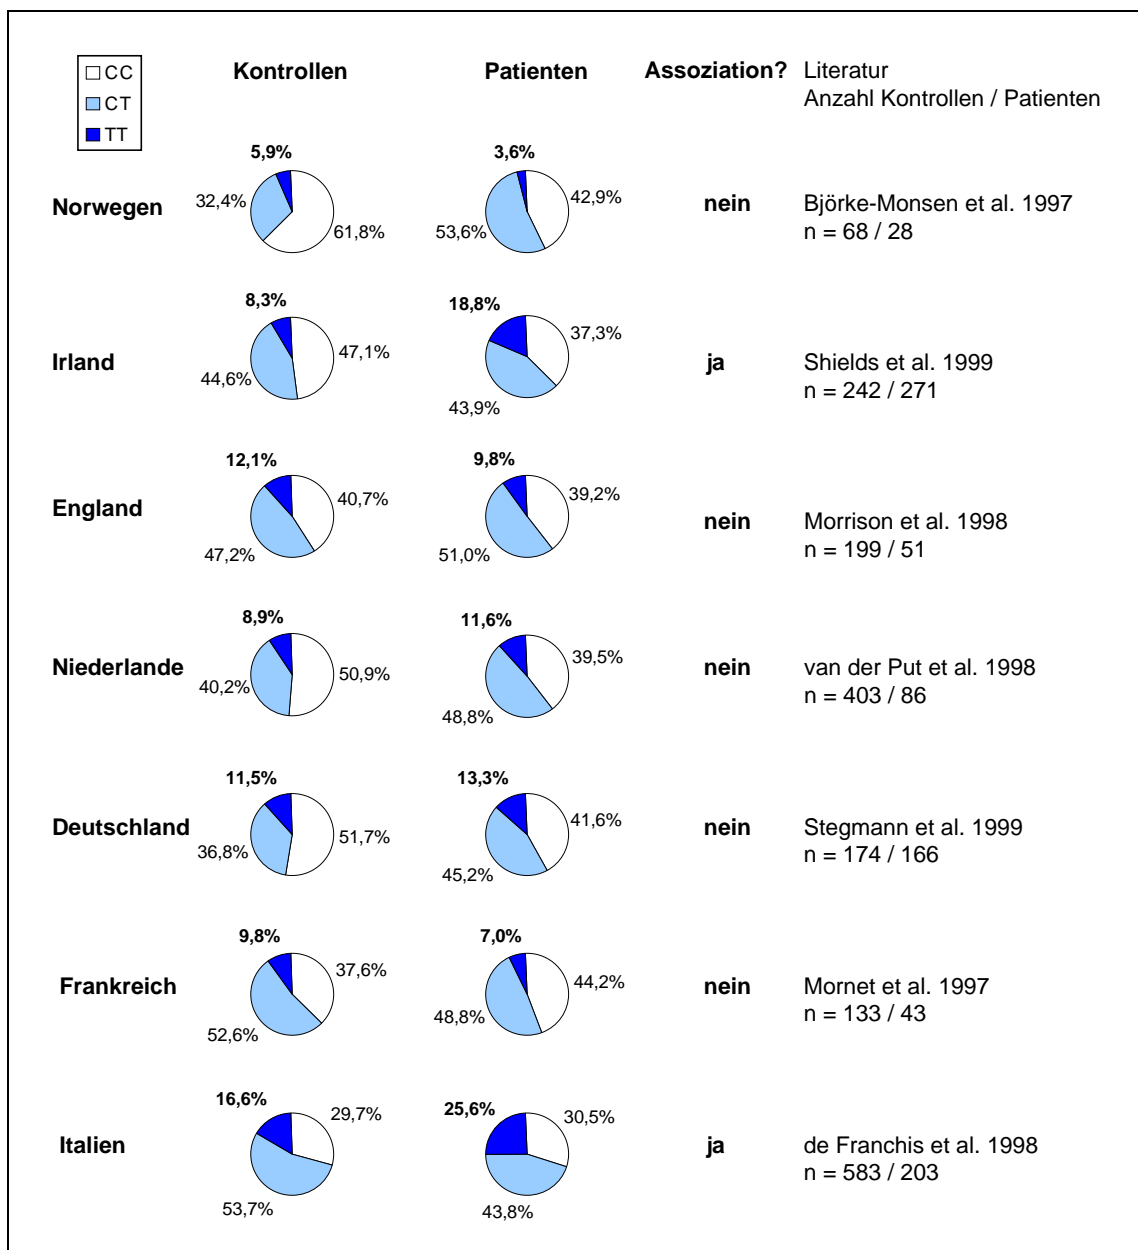 CC
CT
TT
Kontrollen
Patienten
Assoziation?
Literatur
Anzahl Kontrollen / Patienten
Norwegen
5,9%
32,4%
61,8%
3,6%
42,9%
53,6%
nein
Björke-Monsen et al. 1997
n = 68 / 28
Irland
8,3%
47,1%
44,6%
18,8%
37,3%
43,9%
ja
Shields et al. 1999
n = 242 / 271
England
12,1%
40,7%
47,2%
9,8%
39,2%
51,0%
nein
Morrison et al. 1998
n = 199 / 51
Niederlande
8,9%
50,9%
40,2%
11,6%
39,5%
48,8%
nein
van der Put et al. 1998
n = 403 / 86
Deutschland
11,5%
51,7%
36,8%
13,3%
41,6%
45,2%
nein
Stegmann et al. 1999
n = 174 / 166
Frankreich
9,8%
37,6%
52,6%
7,0%
44,2%
48,8%
nein
Mornet et al. 1997
n = 133 / 43
Italien
16,6%
29,7%
53,7%
25,6%
30,5%
43,8%
ja
de Franchis et al. 1998
n = 583 / 203